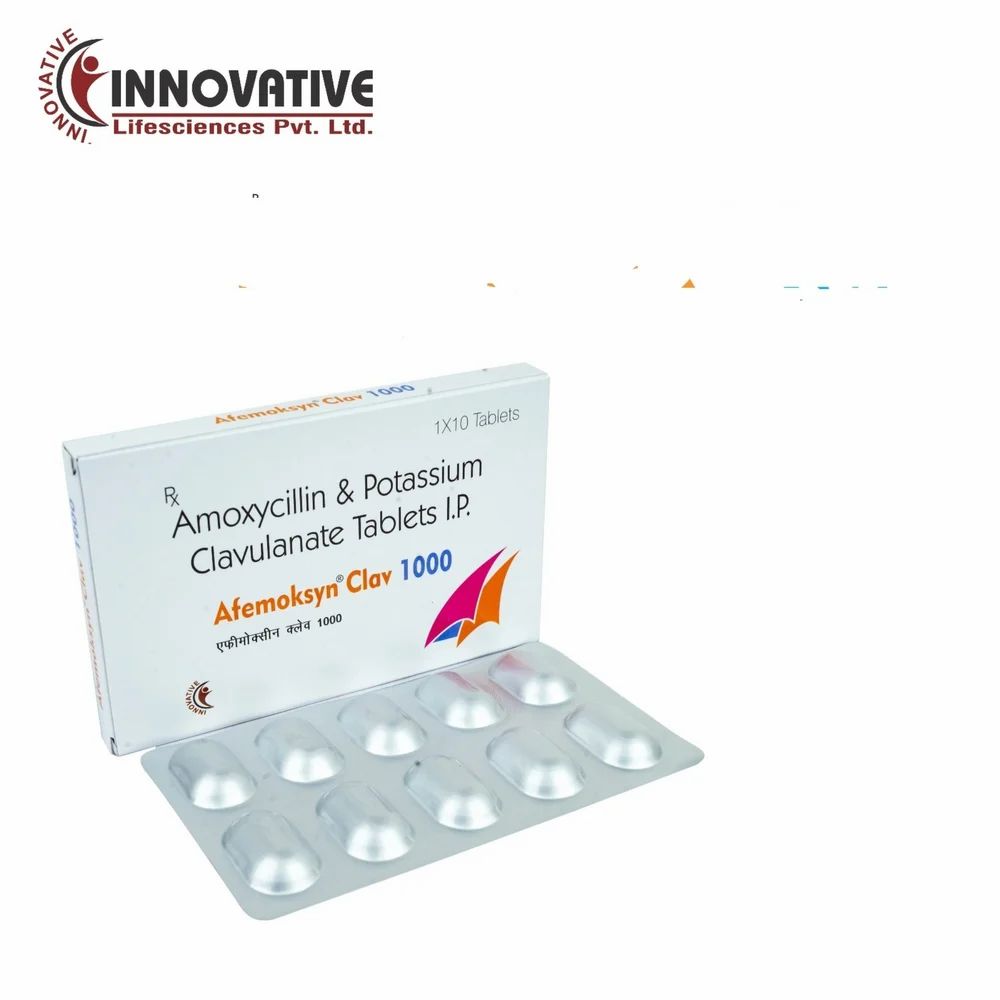 INNOVATIVE
INNOVATIVE
Lifesciences Pvt. Ltd.
Afemoksyn® Clav 1000
1X10 Tablets
Rx
Amoxycillin & Potassium
Clavulanate Tablets I.P.
Afemoksyn® Clav 1000
एफीमोक्सीन क्लेव 1000
INNOVATIVE